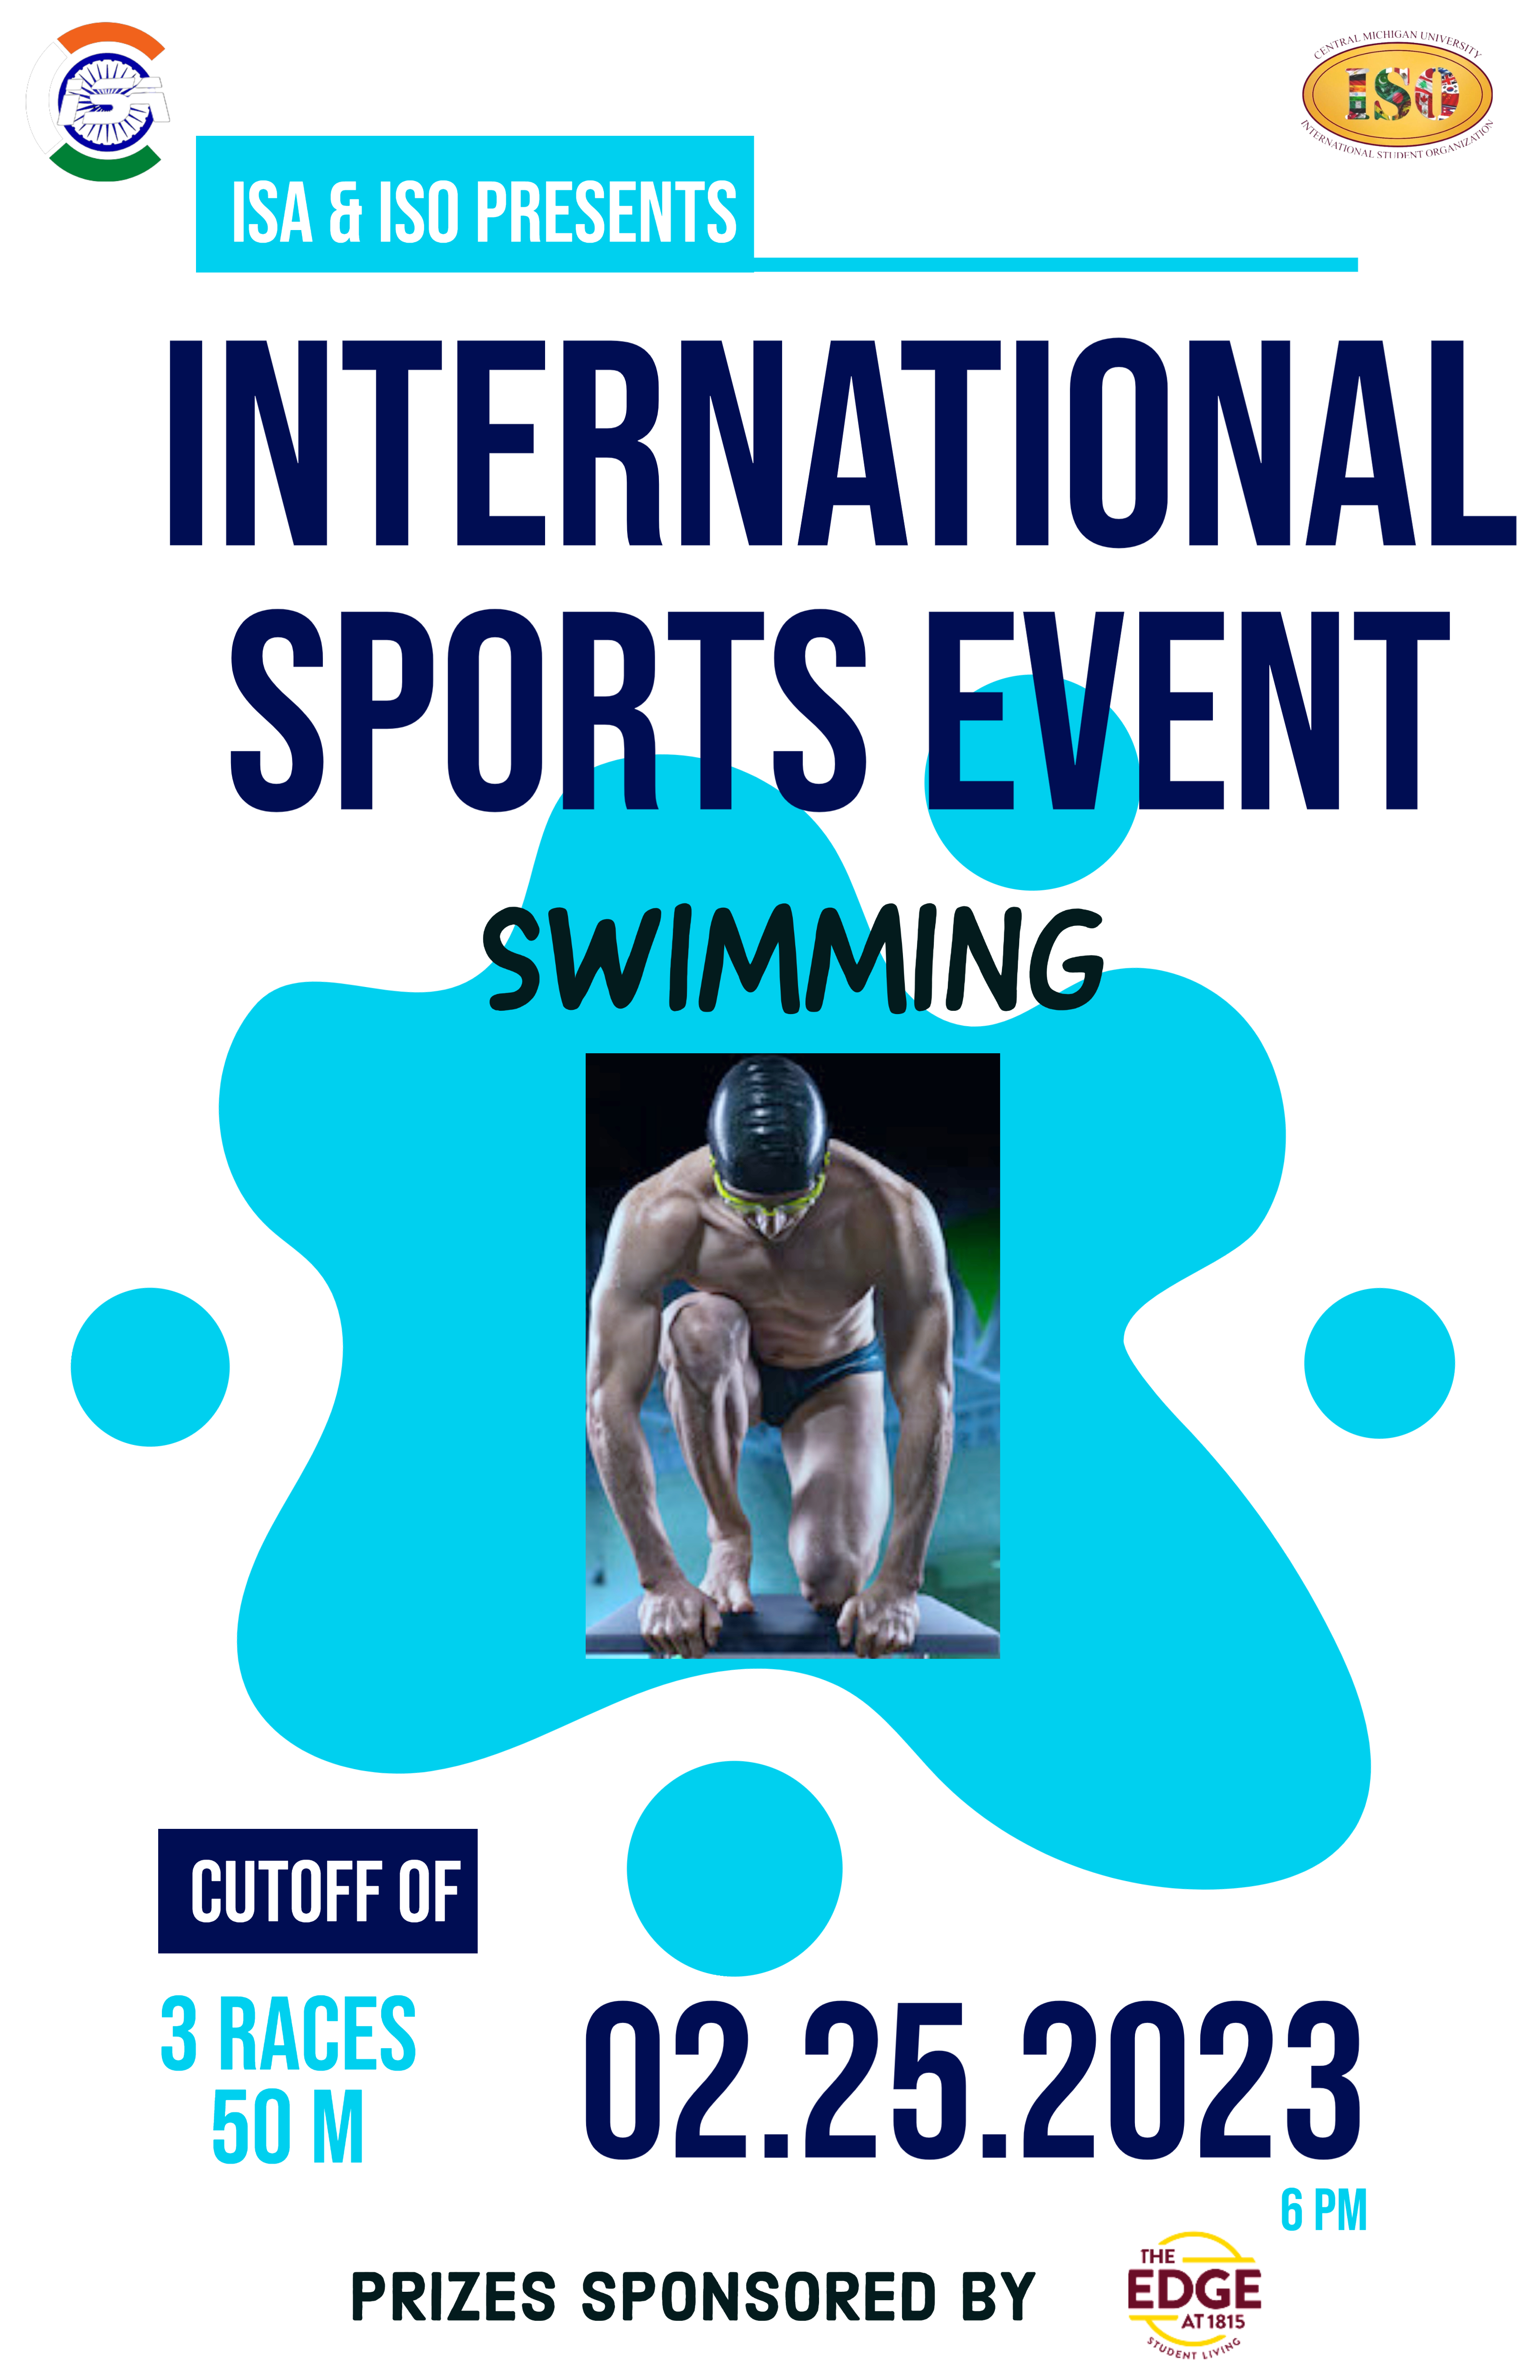 ISA
CENTRAL MICHIGAN UNIVERSITY
ISO
INTERNATIONAL STUDENT ORGANIZATION
ISA & ISO PRESENTS
INTERNATIONAL
SPORTS EVENT
SWIMMING
CUTOFF OF
3 RACES
50 M
02.25.2023
6 PM
PRIZES SPONSORED BY
THE
EDGE
AT 1815
STUDENT LIVING